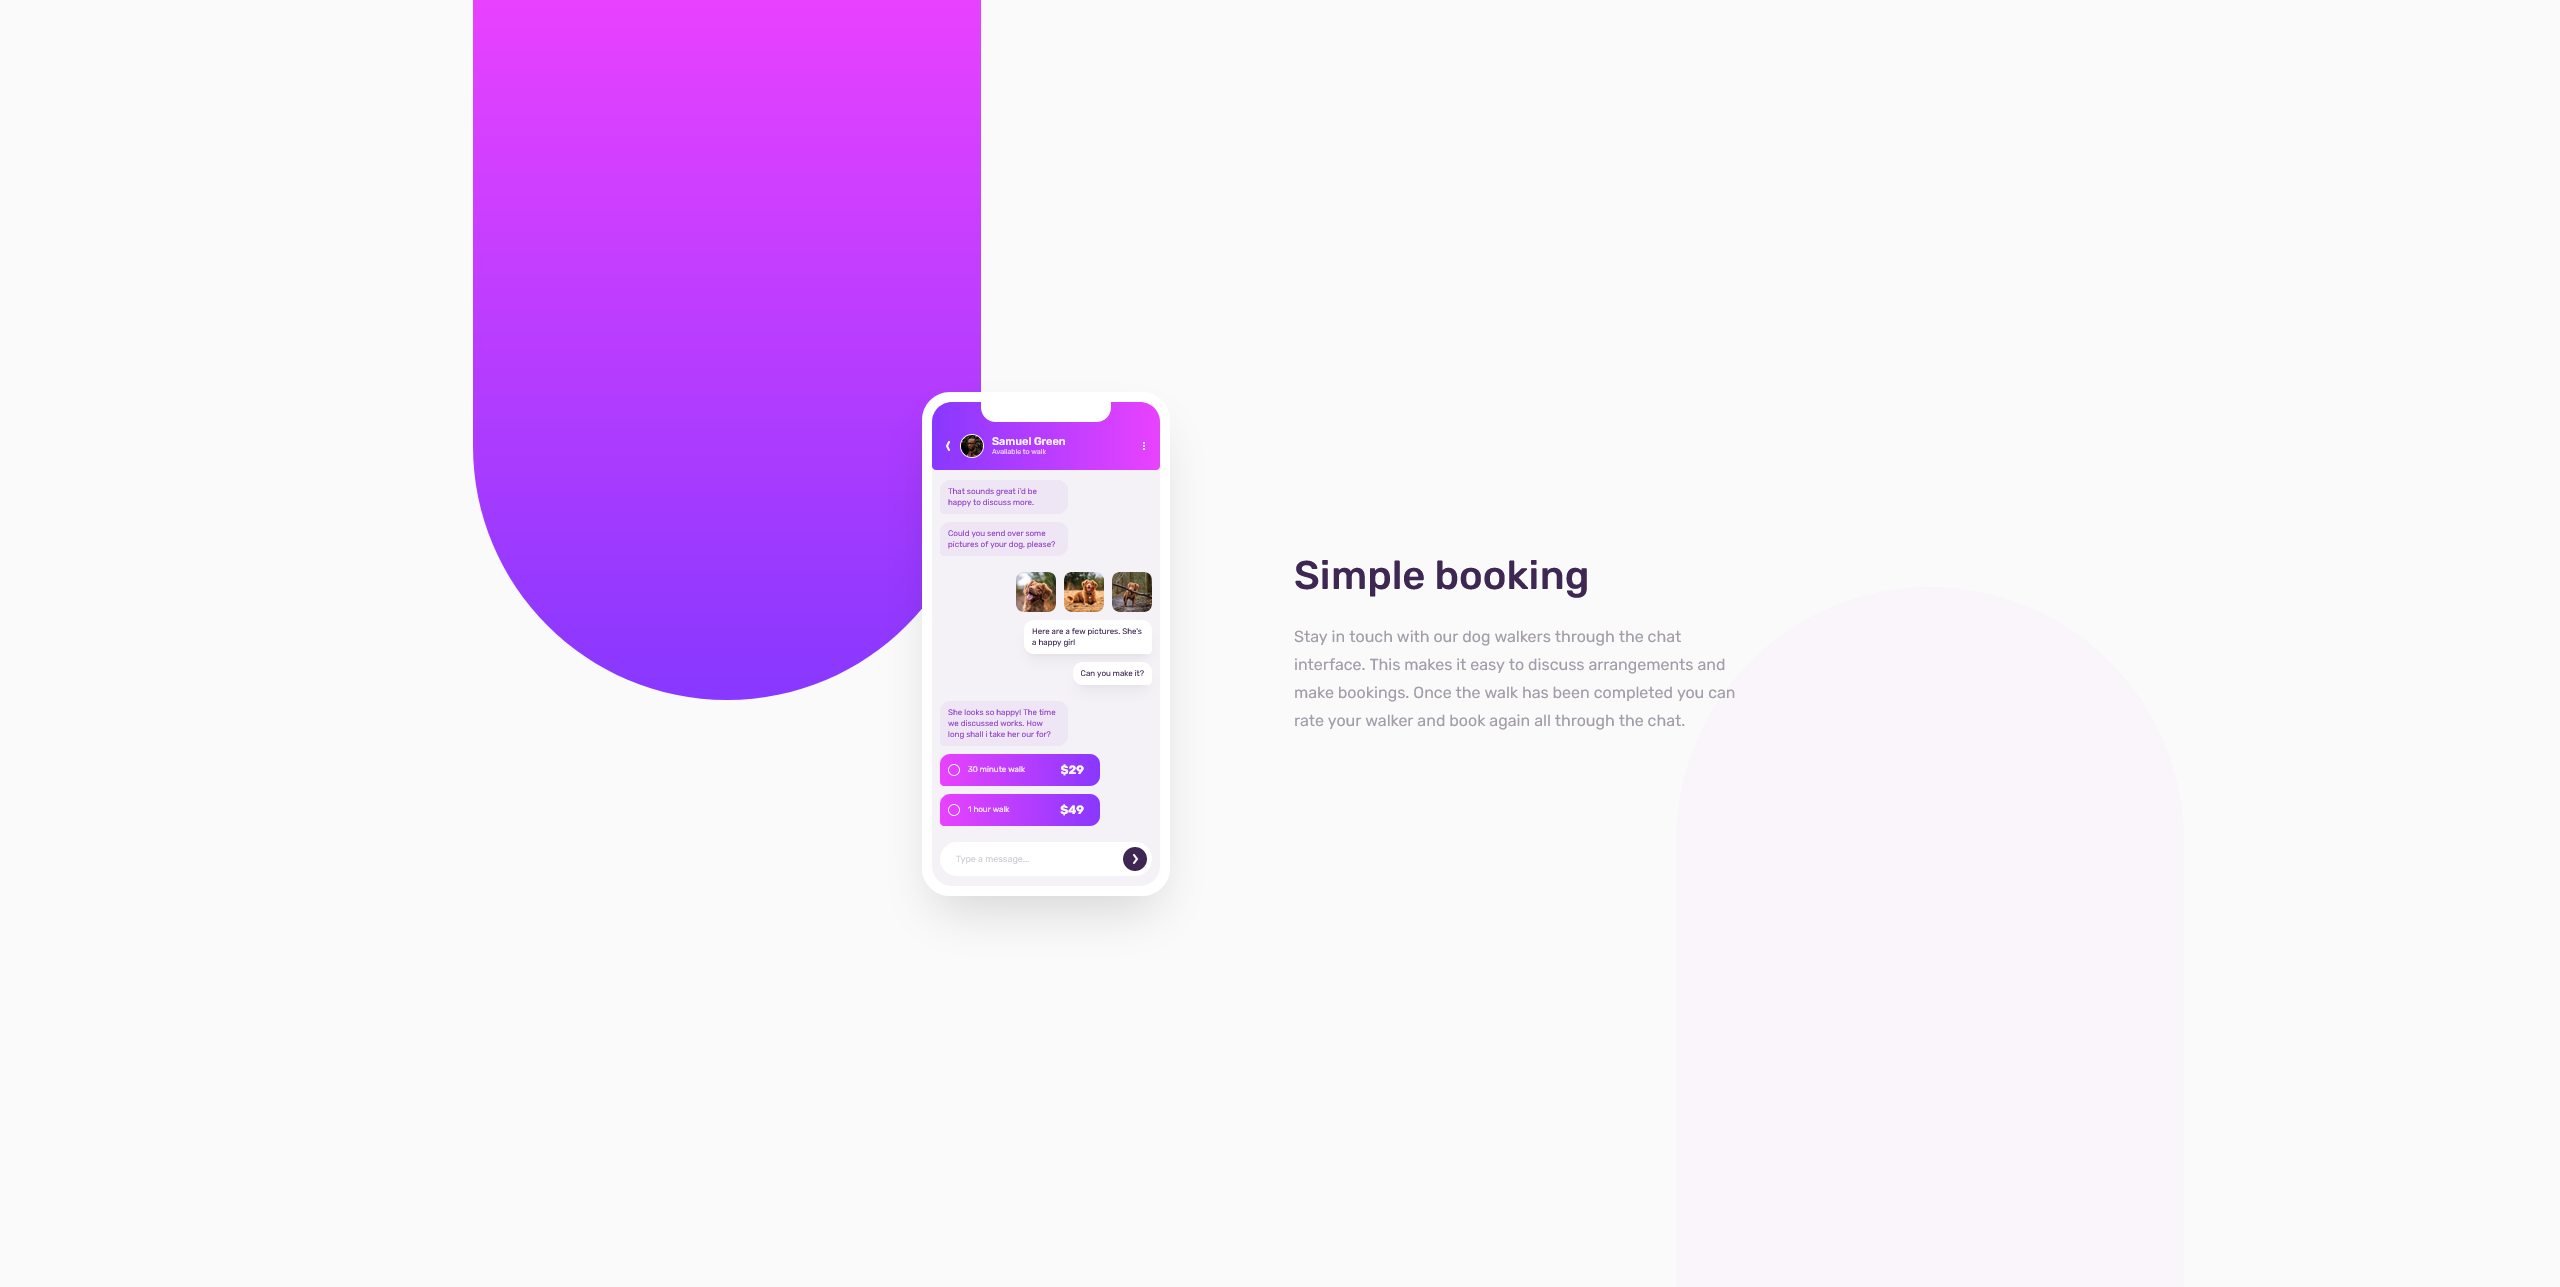 Samuel Green
Available to walk
That sounds great i'd be
happy to discuss more.
Could you send over some
pictures of your dog, please?
Here are a few pictures. She's
a happy girl
Can you make it?
She looks so happy! The time
we discussed works. How
long shall i take her our for?
30 minute walk $29
1 hour walk $49
Type a message...
Simple booking
Stay in touch with our dog walkers through the chat
interface. This makes it easy to discuss arrangements and
make bookings. Once the walk has been completed you can
rate your walker and book again all through the chat.